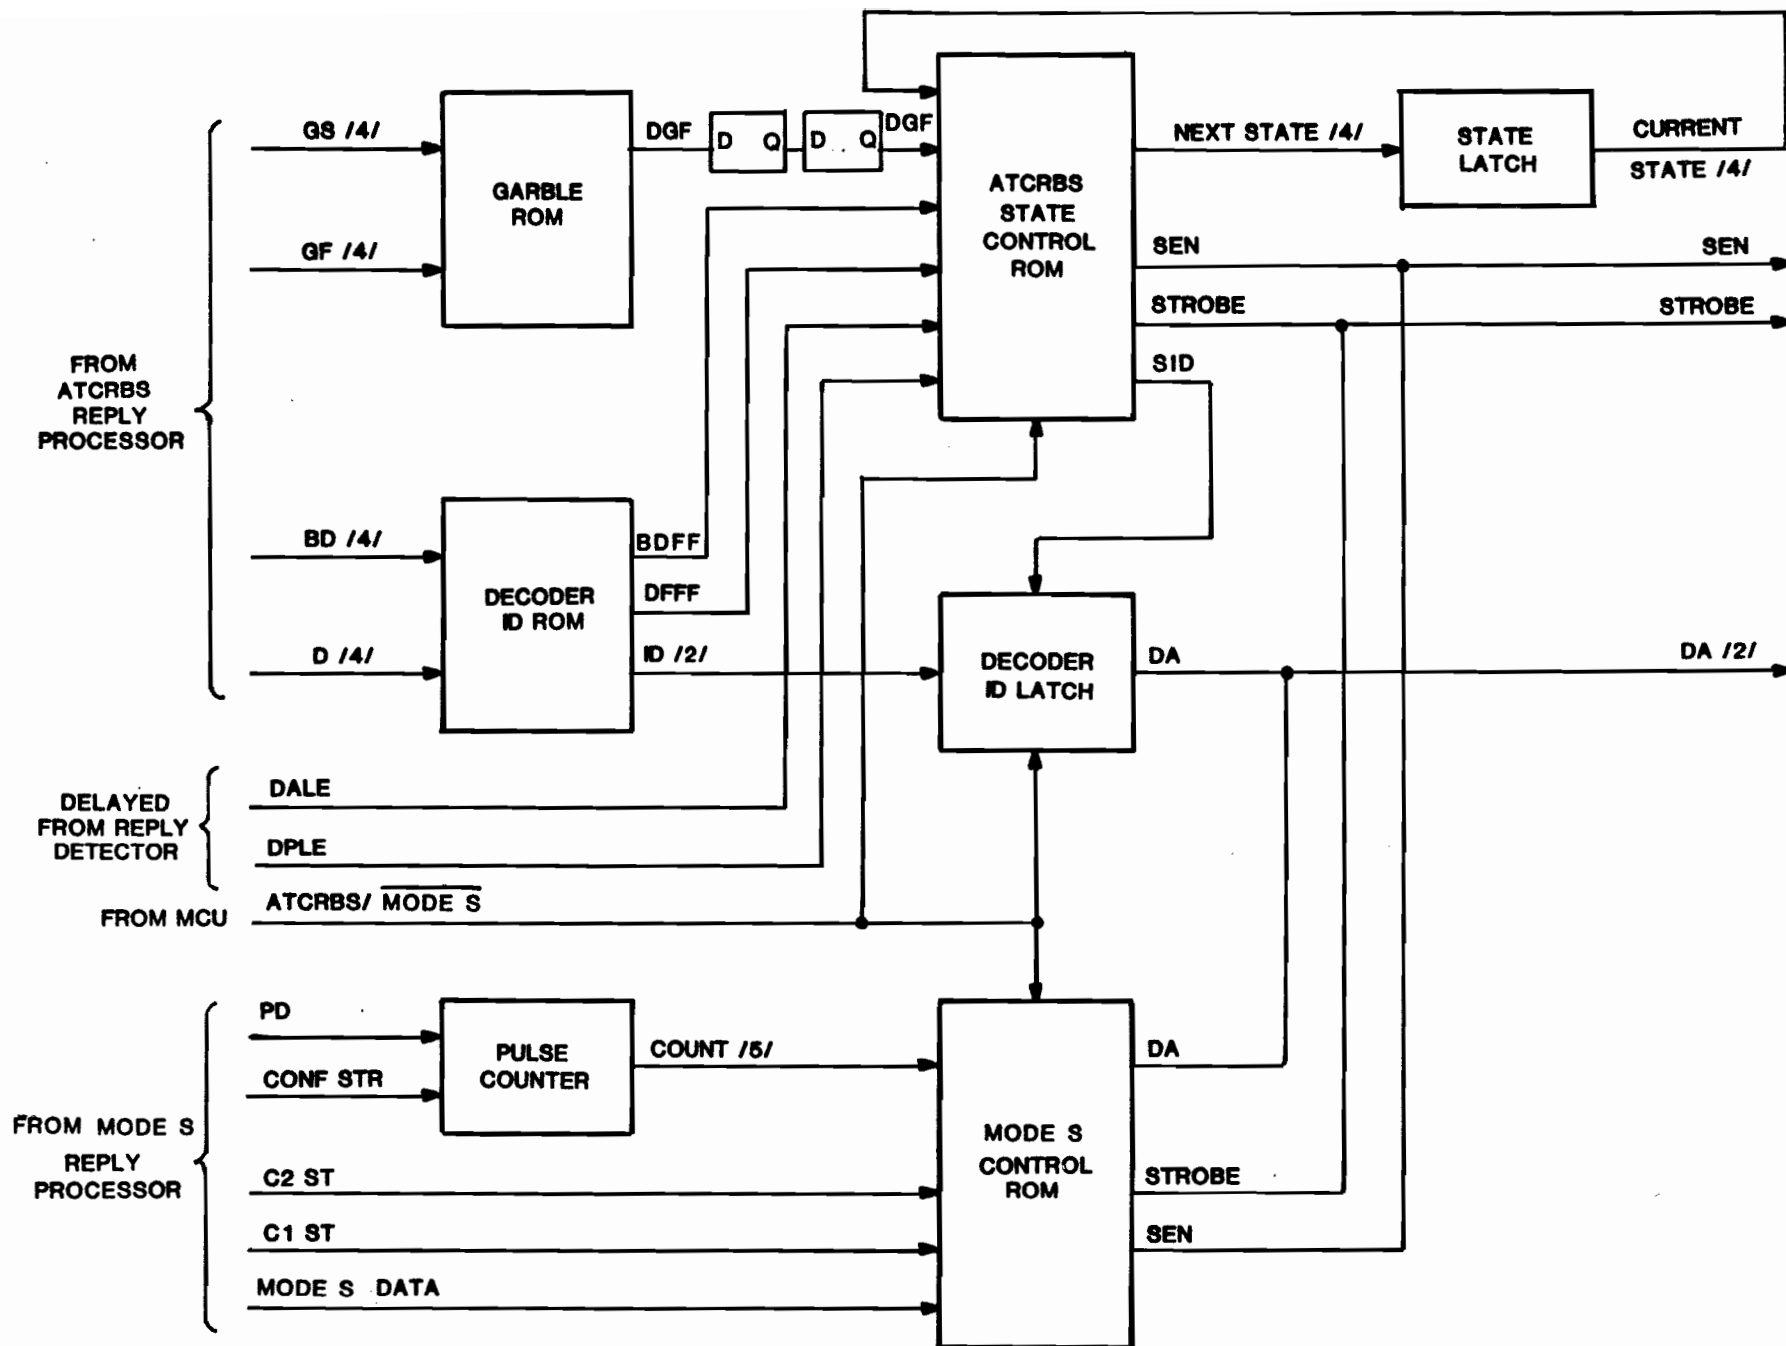 FROM
ATCRBS
REPLY
PROCESSOR
GS /4/
GF /4/
GARBLE
ROM
DGF
D Q
D Q
DGF
ATCRBS
STATE
CONTROL
ROM
NEXT STATE /4/
STATE
LATCH
CURRENT
STATE /4/
SEN
SEN
STROBE
STROBE
SID
BD /4/
D /4/
DECODER
ID ROM
BDFF
DFFF
ID /2/
DECODER
ID LATCH
DA
DA /2/
DELAYED
FROM REPLY
DETECTOR
DALE
DPLE
FROM MCU
ATCRBS/ MODE S
FROM MODE S
REPLY
PROCESSOR
PD
CONF STR
PULSE
COUNTER
COUNT /5/
C2 ST
C1 ST
MODE S DATA
MODE S
CONTROL
ROM
DA
STROBE
SEN